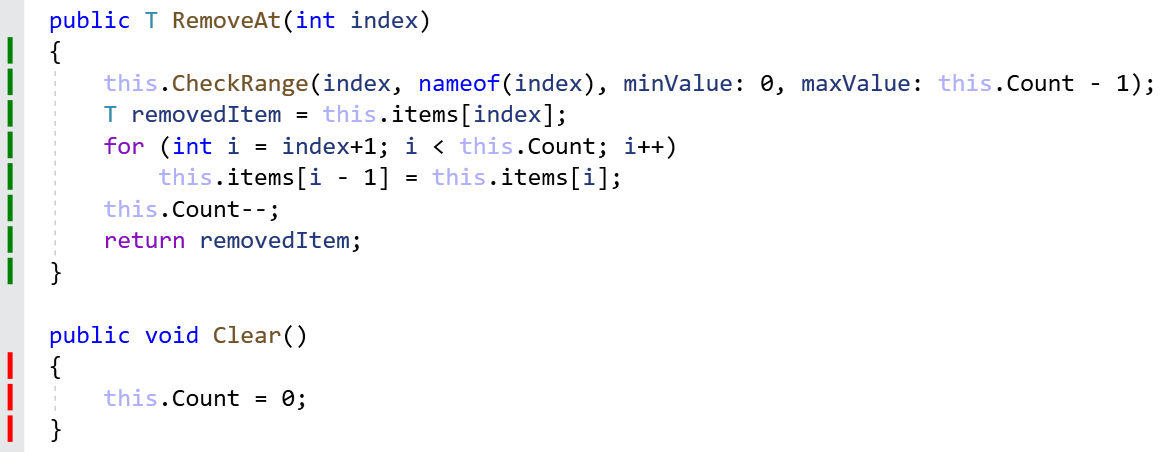 public T RemoveAt(int index)
{
    this.CheckRange(index, nameof(index), minValue: 0, maxValue: this.Count - 1);
    T removedItem = this.items[index];
    for (int i = index+1; i < this.Count; i++)
        this.items[i - 1] = this.items[i];
    this.Count--;
    return removedItem;
}

public void Clear()
{
    this.Count = 0;
}